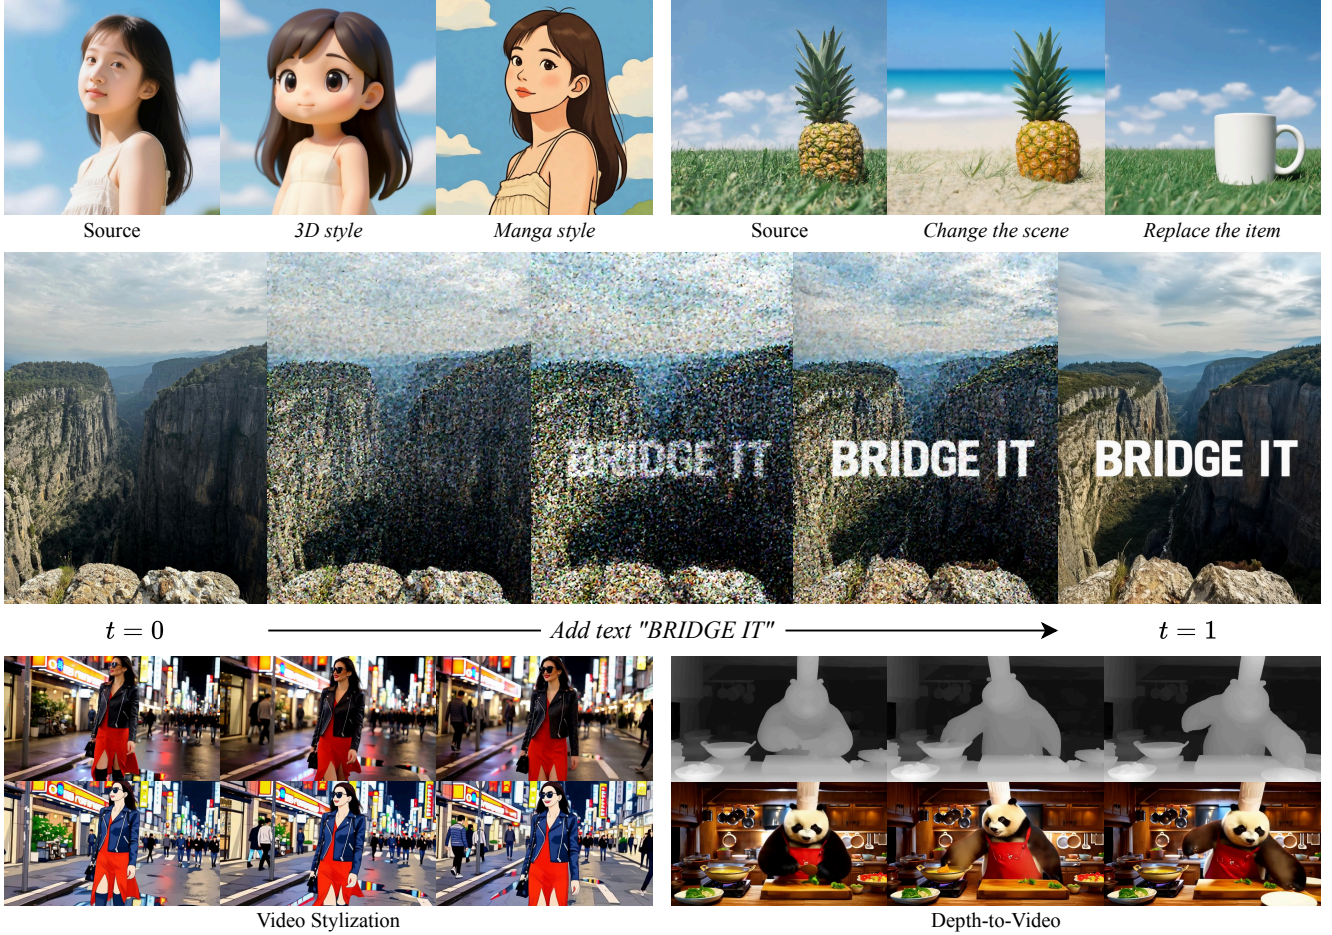 Source
3D style
Manga style
Source
Change the scene
Replace the item
BRIDGE IT
BRIDGE IT
BRIDGE IT
t = 0
Add text "BRIDGE IT"
t = 1
Video Stylization
Depth-to-Video